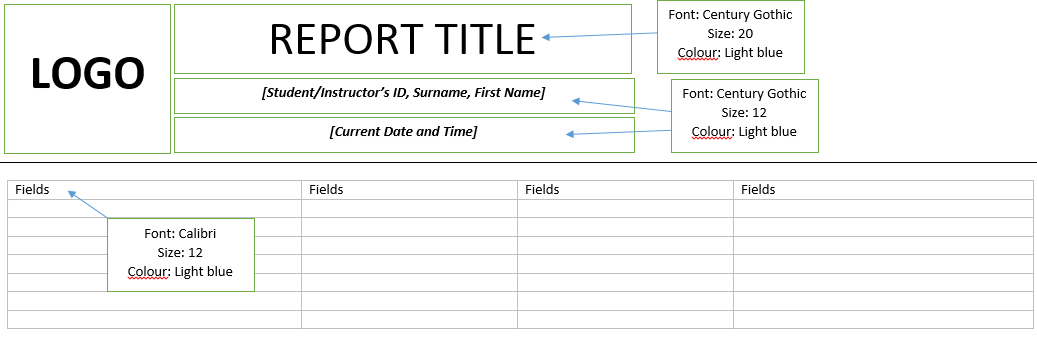 LOGO
REPORT TITLE
Font: Century Gothic
Size: 20
Colour: Light blue
[Student/Instructor's ID, Surname, First Name]
[Current Date and Time]
Font: Century Gothic
Size: 12
Colour: Light blue
Fields Fields Fields Fields
Font: Calibri
Size: 12
Colour: Light blue